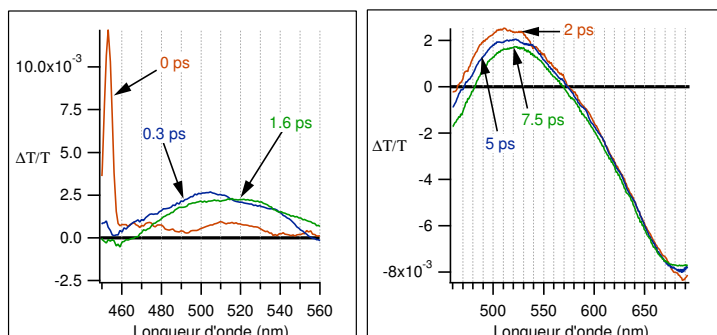 10.0x10⁻³
7.5
5.0
2.5
0.0
-2.5
ΔT/T
0 ps
0.3 ps
1.6 ps
460 480 500 520 540 560
Longueur d'onde (nm)
2
0
-2
-4
-6
-8x10⁻³
ΔT/T
2 ps
7.5 ps
5 ps
500 550 600 650
Longueur d'onde (nm)